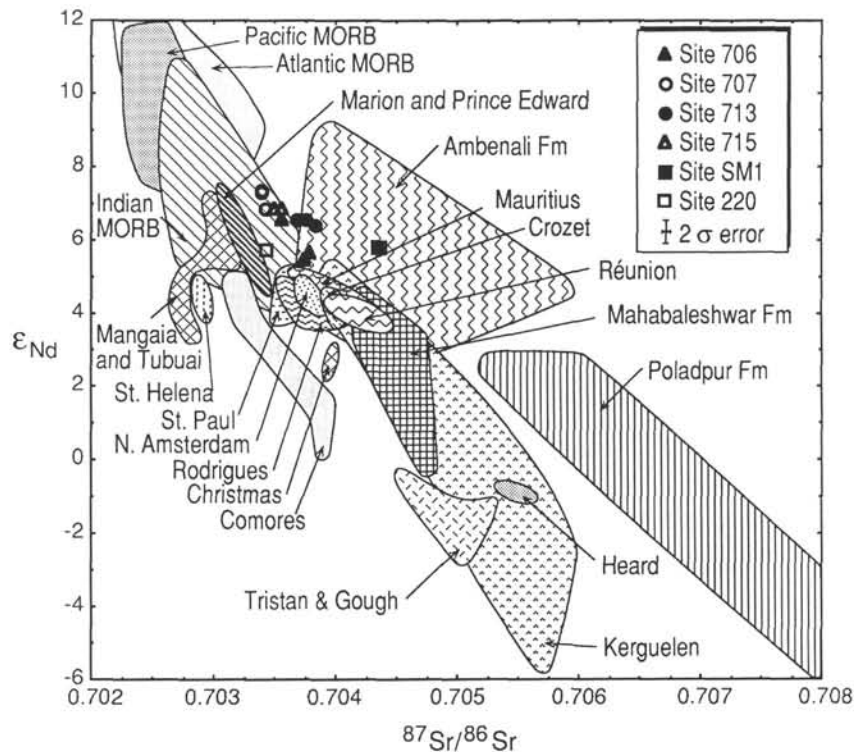 Pacific MORB
Atlantic MORB
Marion and Prince Edward
Ambenali Fm
Mauritius
Crozet
Réunion
Mahabaleshwar Fm
Poladpur Fm
Indian
MORB
Mangaia
and Tubuai
St. Helena
St. Paul
N. Amsterdam
Rodrigues
Christmas
Comores
Tristan & Gough
Heard
Kerguelen
Site 706
Site 707
Site 713
Site 715
Site SM1
Site 220
2 σ error
εNd
12
10
8
6
4
2
0
-2
-4
-6
0.702
0.703
0.704
0.705
0.706
0.707
0.708
⁸⁷Sr/⁸⁶Sr